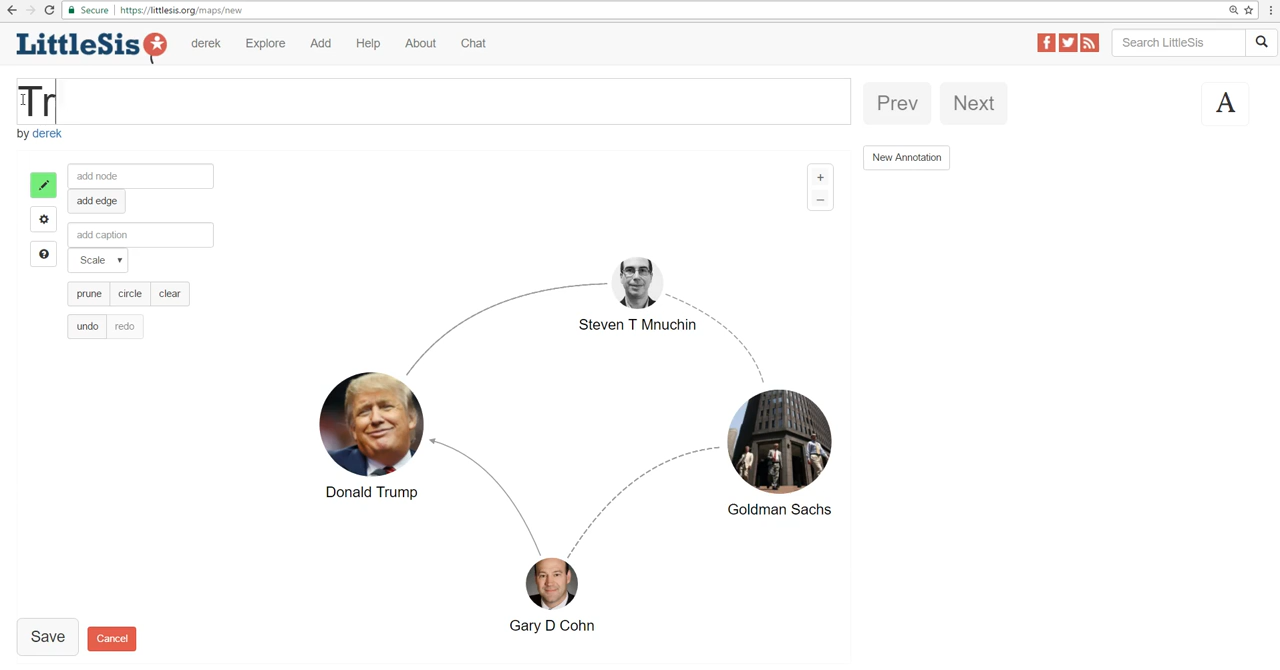 Secure https://littlesis.org/maps/new
LittleSis derek Explore Add Help About Chat Search LittleSis
Tr
by derek
Prev Next A
New Annotation
add node
add edge
add caption
Scale
prune circle clear
undo redo
+
–
Steven T Mnuchin
Donald Trump
Goldman Sachs
Gary D Cohn
Save Cancel